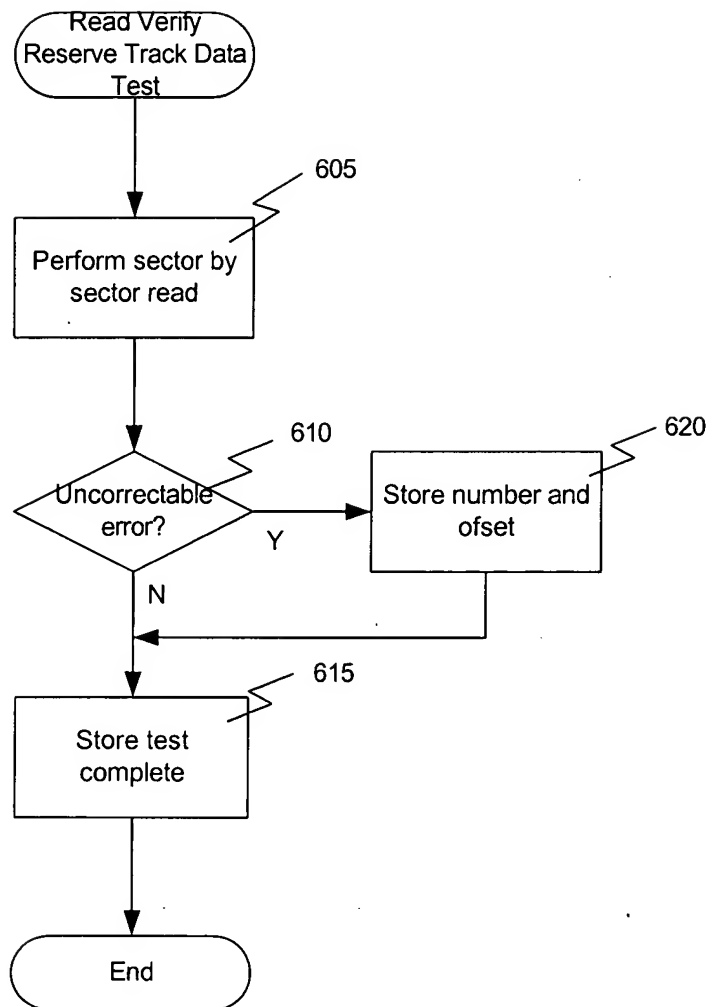 Read Verify
Reserve Track Data
Test
605
Perform sector by
sector read
610
Uncorrectable
error?
Y
620
Store number and
ofset
N
615
Store test
complete
End